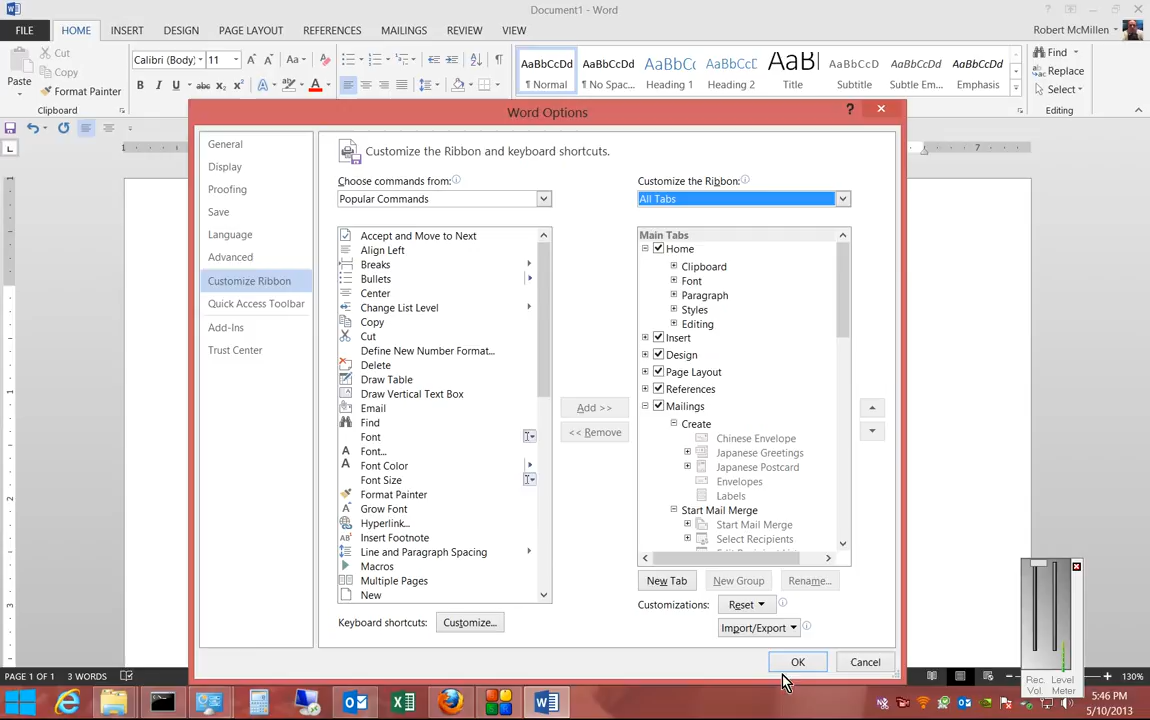 Document1 - Word
FILE HOME INSERT DESIGN PAGE LAYOUT REFERENCES MAILINGS REVIEW VIEW Robert McMillen
Paste
Cut
Copy
Format Painter
Clipboard
Calibri (Body) 11 Aa
B I U abc x₂ x² A A
AaBbCcDd AaBbCcDd AaBbCc AaBbCcD AaB AaBbCcD AaBbCcDd AaBbCcDd
¶ Normal ¶ No Spac... Heading 1 Heading 2 Title Subtitle Subtle Em... Emphasis
Find
Replace
Select
Editing
Word Options
General
Display
Proofing
Save
Language
Advanced
Customize Ribbon
Quick Access Toolbar
Add-Ins
Trust Center
Customize the Ribbon and keyboard shortcuts.
Choose commands from:
Popular Commands
Accept and Move to Next
Align Left
Breaks
Bullets
Center
Change List Level
Copy
Cut
Define New Number Format...
Delete
Draw Table
Draw Vertical Text Box
Email
Find
Font
Font...
Font Color
Font Size
Format Painter
Grow Font
Hyperlink...
Insert Footnote
Line and Paragraph Spacing
Macros
Multiple Pages
New
Keyboard shortcuts: Customize...
Add >>
<< Remove
Customize the Ribbon:
All Tabs
Main Tabs
Home
Clipboard
Font
Paragraph
Styles
Editing
Insert
Design
Page Layout
References
Mailings
Create
Chinese Envelope
Japanese Greetings
Japanese Postcard
Envelopes
Labels
Start Mail Merge
Start Mail Merge
Select Recipients
New Tab New Group Rename...
Customizations: Reset
Import/Export
OK Cancel
Rec. Vol. Level Meter
PAGE 1 OF 1 3 WORDS 130%
5:46 PM
5/10/2013